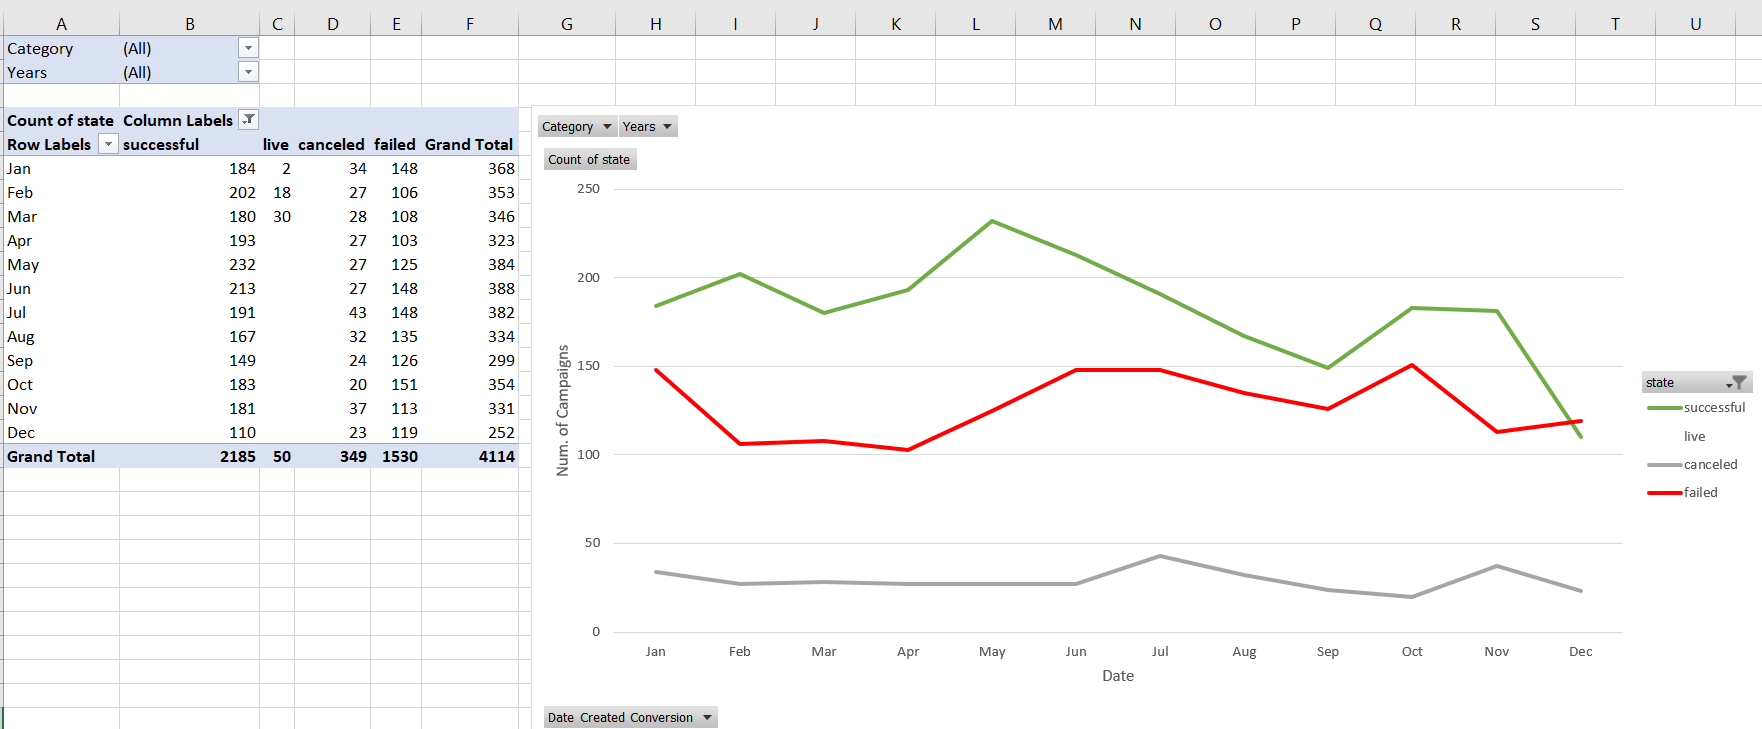 A B C D E F G H I J K L M N O P Q R S T U
Category (All)
Years (All)
Count of state Column Labels
Row Labels successful live canceled failed Grand Total
Jan 184 2 34 148 368
Feb 202 18 27 106 353
Mar 180 30 28 108 346
Apr 193 27 103 323
May 232 27 125 384
Jun 213 27 148 388
Jul 191 43 148 382
Aug 167 32 135 334
Sep 149 24 126 299
Oct 183 20 151 354
Nov 181 37 113 331
Dec 110 23 119 252
Grand Total 2185 50 349 1530 4114
Category Years
Count of state
250
200
150
100
50
0
Num. of Campaigns
Jan Feb Mar Apr May Jun Jul Aug Sep Oct Nov Dec
Date
state
successful
live
canceled
failed
Date Created Conversion